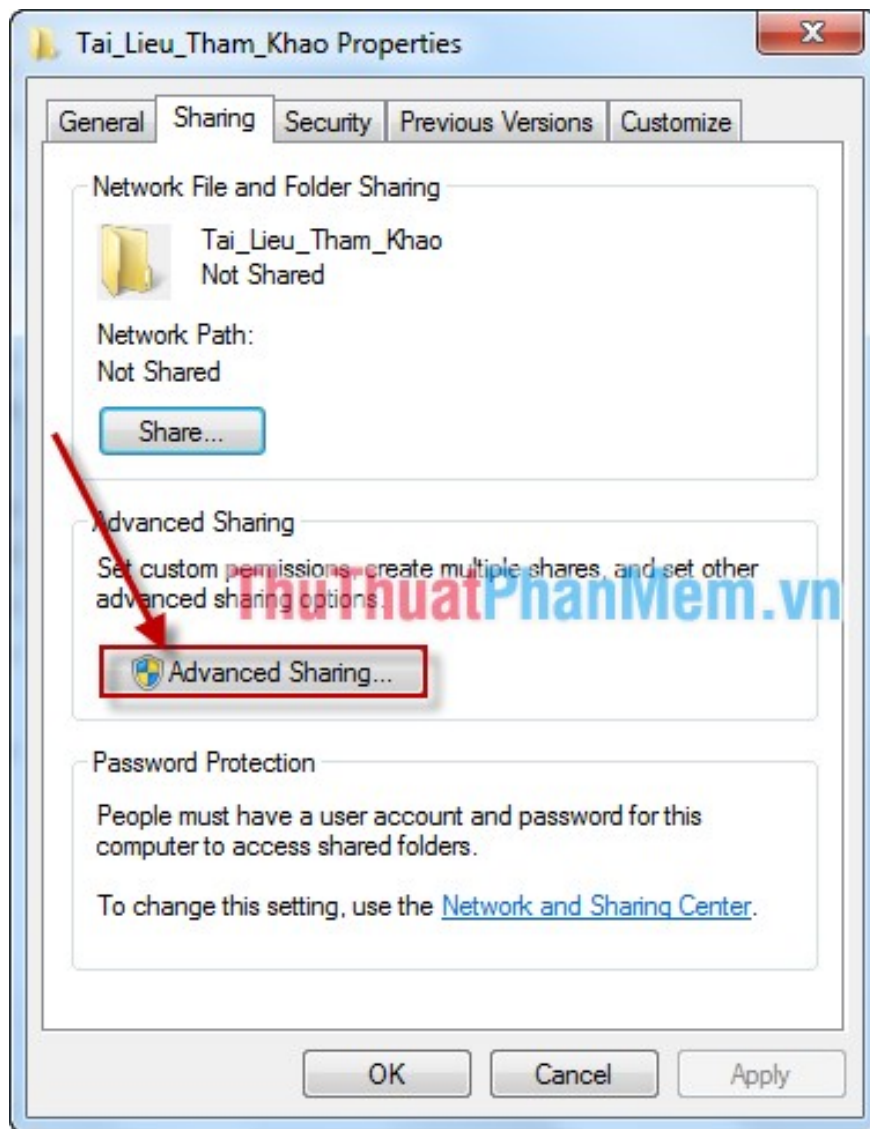 Tai_Lieu_Tham_Khao Properties
General Sharing Security Previous Versions Customize
Network File and Folder Sharing
Tai_Lieu_Tham_Khao
Not Shared
Network Path:
Not Shared
Share...
Advanced Sharing
Set custom permissions, create multiple shares, and set other
advanced sharing options.
ThuThuatPhanMem.vn
Advanced Sharing...
Password Protection
People must have a user account and password for this
computer to access shared folders.
To change this setting, use the Network and Sharing Center.
OK Cancel Apply